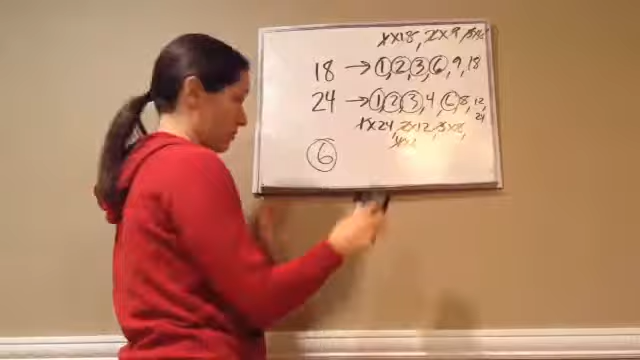 1x18, 2x9, 3x6
18 → 1, 2, 3, 6, 9, 18
24 → 1, 2, 3, 4, 6, 8, 12, 24
1x24, 2x12, 3x8,
4x6
6